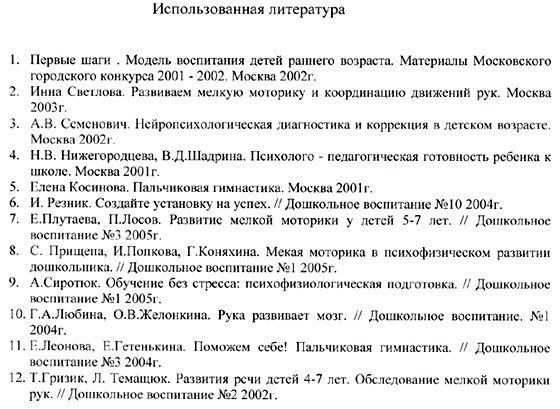 Использованная литература
1. Первые шаги . Модель воспитания детей раннего возраста. Материалы Московского
городского конкурса 2001 - 2002. Москва 2002г.
2. Инна Светлова. Развиваем мелкую моторику и координацию движений рук. Москва
2003г.
3. А.В. Семенович. Нейропсихологическая диагностика и коррекция в детском возрасте.
Москва 2002г.
4. Н.В. Нижегородцева, В.Д.Шадрина. Психолого - педагогическая готовность ребенка к
школе. Москва 2001г.
5. Елена Косинова. Пальчиковая гимнастика. Москва 2001г.
6. И. Резник. Создайте установку на успех. // Дошкольное воспитание №10 2004г.
7. Е.Плутаева, П.Лосов. Развитие мелкой моторики у детей 5-7 лет. // Дошкольное
воспитание №3 2005г.
8. С. Прищепа, И.Попкова, Г.Коняхина. Мекая моторика в психофизическом развитии
дошкольника. // Дошкольное воспитание №1 2005г.
9. А.Сиротюк. Обучение без стресса: психофизиологическая подготовка. // Дошкольное
воспитание №1 2005г.
10. Г.А.Любина, О.В.Желонкина. Рука развивает мозг. // Дошкольное воспитание. №1
2004г.
11. Е.Леонова, Е.Гетенькина. Поможем себе! Пальчиковая гимнастика. // Дошкольное
воспитание №3 2004г.
12. Т.Гризик, Л. Темащюк. Развития речи детей 4-7 лет. Обследование мелкой моторики
рук. // Дошкольное воспитание №2 2002г.